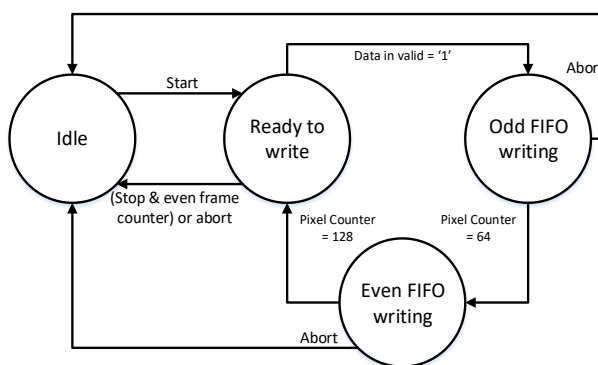 Data in valid = ‘1’
Abor
Start
Idle
Ready to
write
Odd FIFO
writing
(Stop & even frame
counter) or abort
Pixel Counter
= 128
Pixel Counter
= 64
Even FIFO
writing
Abort